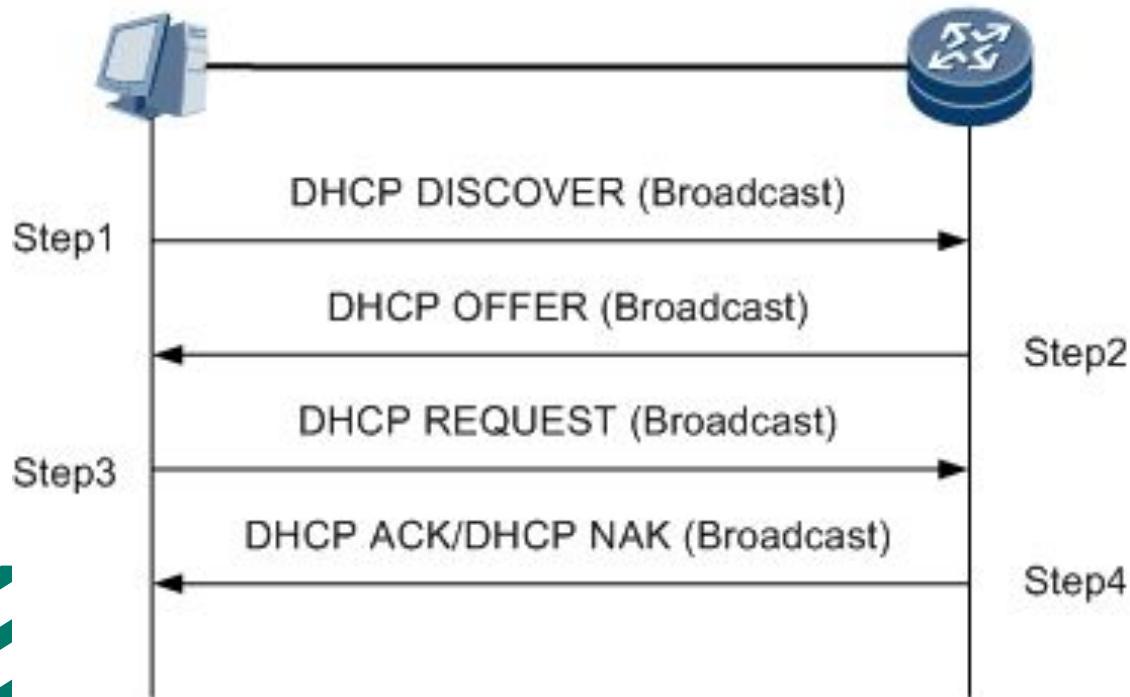 DHCP DISCOVER (Broadcast)
Step1
DHCP OFFER (Broadcast)
Step2
DHCP REQUEST (Broadcast)
Step3
DHCP ACK/DHCP NAK (Broadcast)
Step4